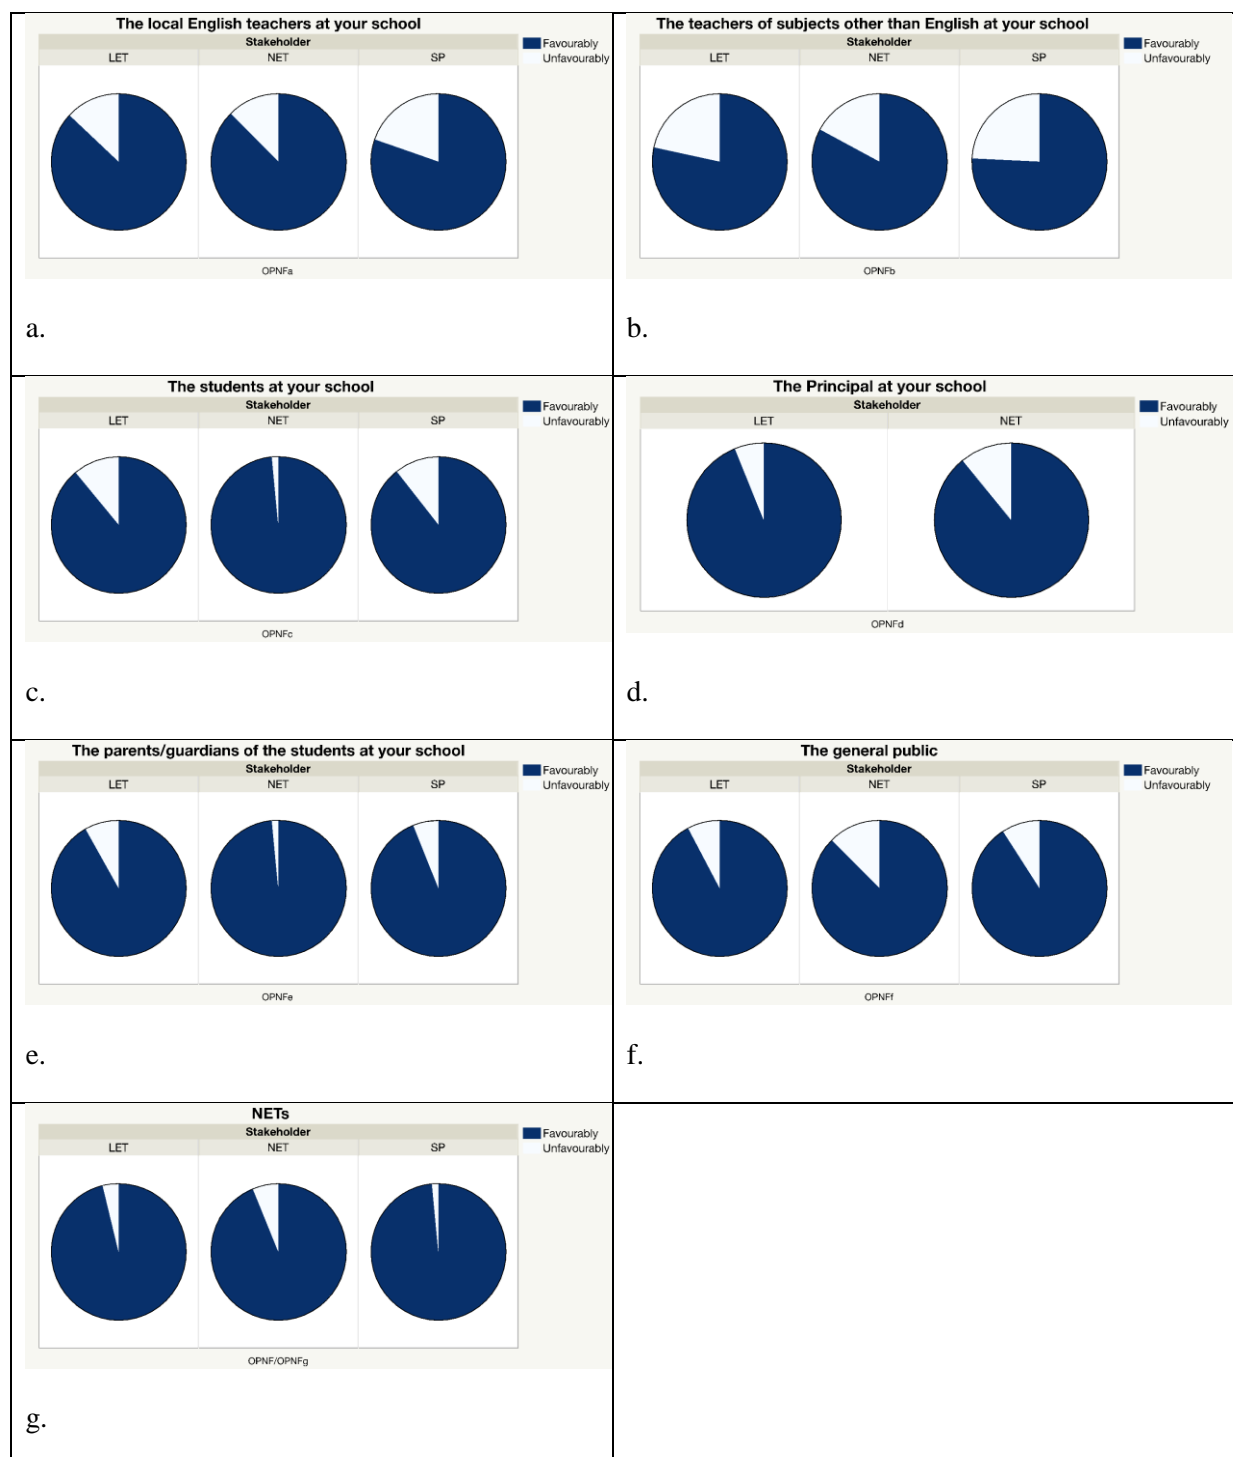 The local English teachers at your school
Stakeholder
LET NET SP
Favourably
Unfavourably
OPNFa
a.
The teachers of subjects other than English at your school
Stakeholder
LET NET SP
Favourably
Unfavourably
OPNFb
b.
The students at your school
Stakeholder
LET NET SP
Favourably
Unfavourably
OPNFc
c.
The Principal at your school
Stakeholder
LET NET
Favourably
Unfavourably
OPNFd
d.
The parents/guardians of the students at your school
Stakeholder
LET NET SP
Favourably
Unfavourably
OPNFe
e.
The general public
Stakeholder
LET NET SP
Favourably
Unfavourably
OPNFf
f.
NETs
Stakeholder
LET NET SP
Favourably
Unfavourably
OPNF/OPNFg
g.